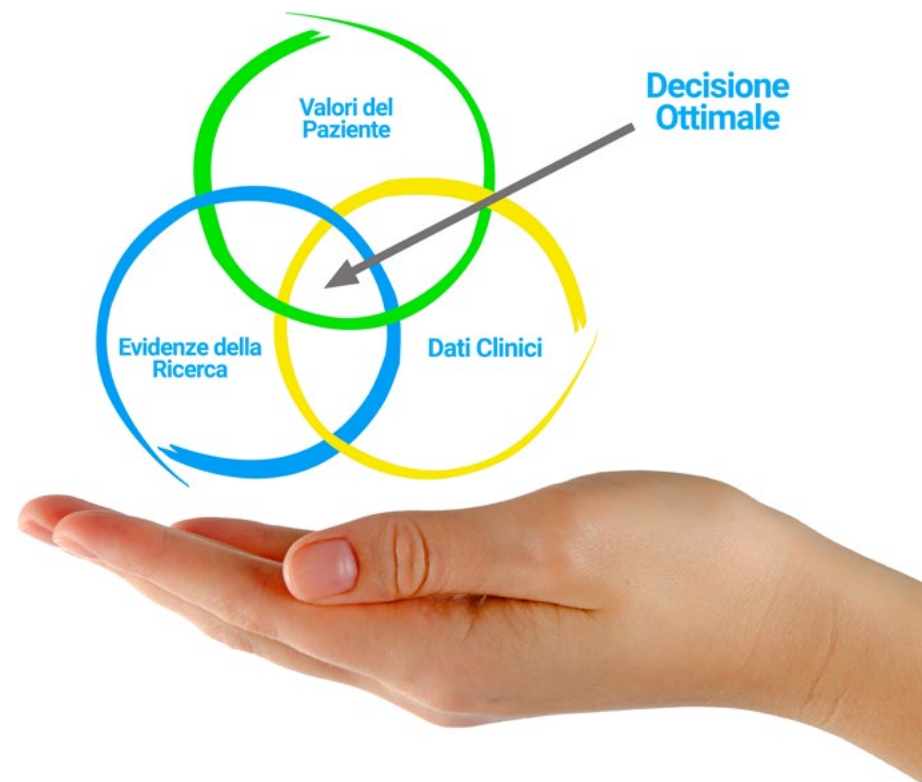 Valori del
Paziente
Decisione
Ottimale
Evidenze della
Ricerca
Dati Clinici